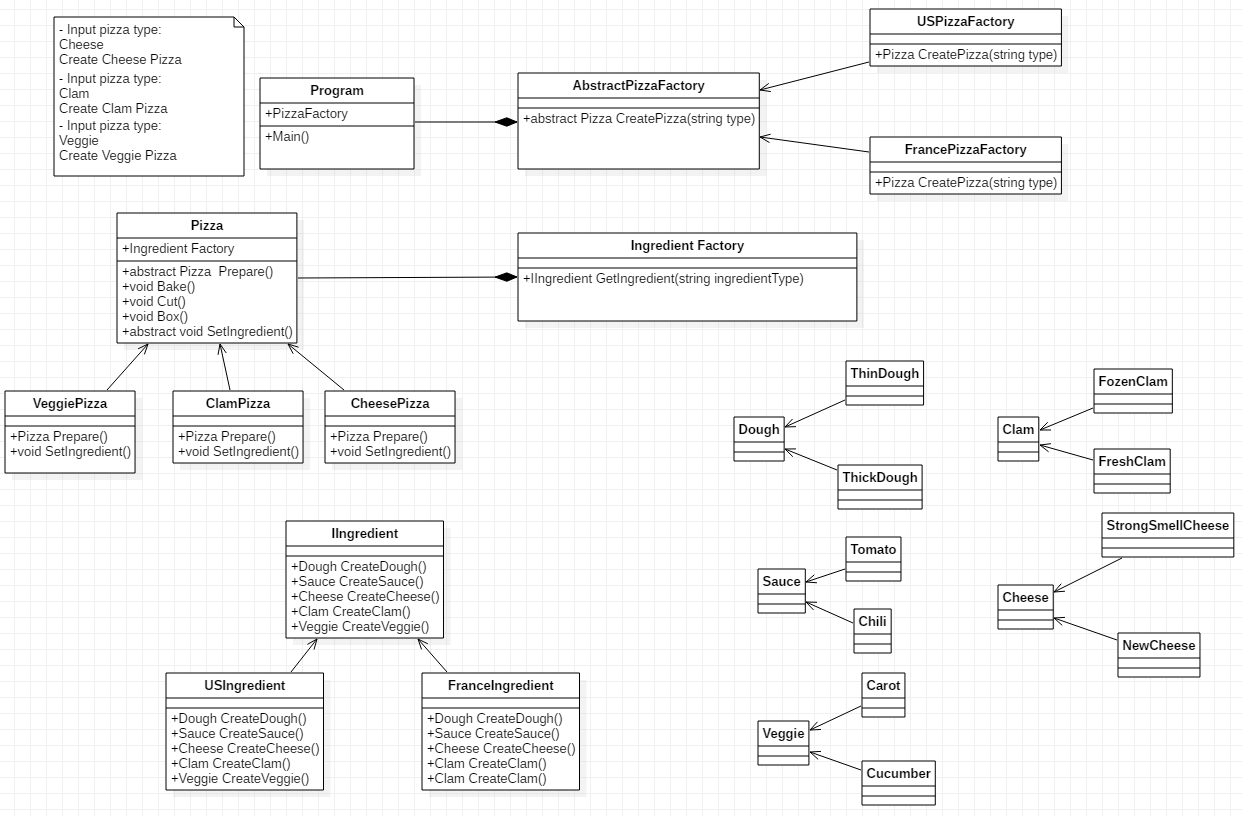 - Input pizza type:
Cheese
Create Cheese Pizza
- Input pizza type:
Clam
Create Clam Pizza
- Input pizza type:
Veggie
Create Veggie Pizza
Program
+PizzaFactory
+Main()
AbstractPizzaFactory
+abstract Pizza CreatePizza(string type)
USPizzaFactory
+Pizza CreatePizza(string type)
FrancePizzaFactory
+Pizza CreatePizza(string type)
Pizza
+Ingredient Factory
+abstract Pizza  Prepare()
+void Bake()
+void Cut()
+void Box()
+abstract void SetIngredient()
Ingredient Factory
+IIngredient GetIngredient(string ingredientType)
VeggiePizza
+Pizza Prepare()
+void SetIngredient()
ClamPizza
+Pizza Prepare()
+void SetIngredient()
CheesePizza
+Pizza Prepare()
+void SetIngredient()
ThinDough
Dough
ThickDough
FozenClam
Clam
FreshClam
IIngredient
+Dough CreateDough()
+Sauce CreateSauce()
+Cheese CreateCheese()
+Clam CreateClam()
+Veggie CreateVeggie()
Tomato
Sauce
Chili
StrongSmellCheese
Cheese
NewCheese
USIngredient
+Dough CreateDough()
+Sauce CreateSauce()
+Cheese CreateCheese()
+Clam CreateClam()
+Veggie CreateVeggie()
FranceIngredient
+Dough CreateDough()
+Sauce CreateSauce()
+Cheese CreateCheese()
+Clam CreateClam()
+Clam CreateClam()
Carot
Veggie
Cucumber